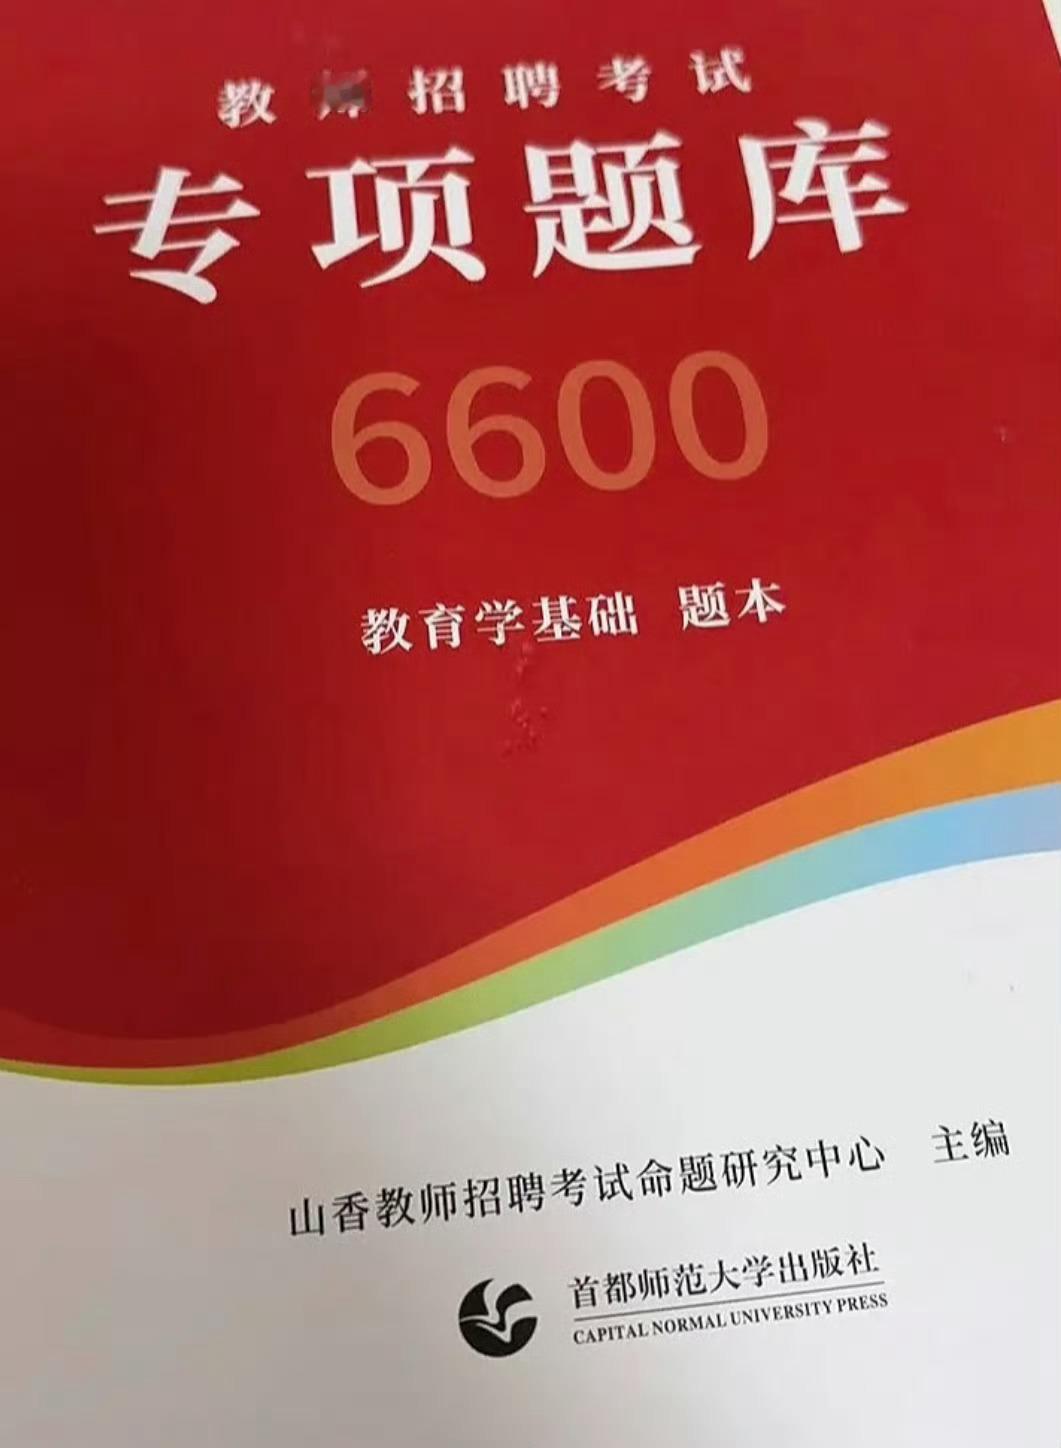 教 招聘考试
专项题库
6600
教育学基础 题本
山香教师招聘考试命题研究中心 主编
首都师范大学出版社
CAPITAL NORMAL UNIVERSITY PRESS